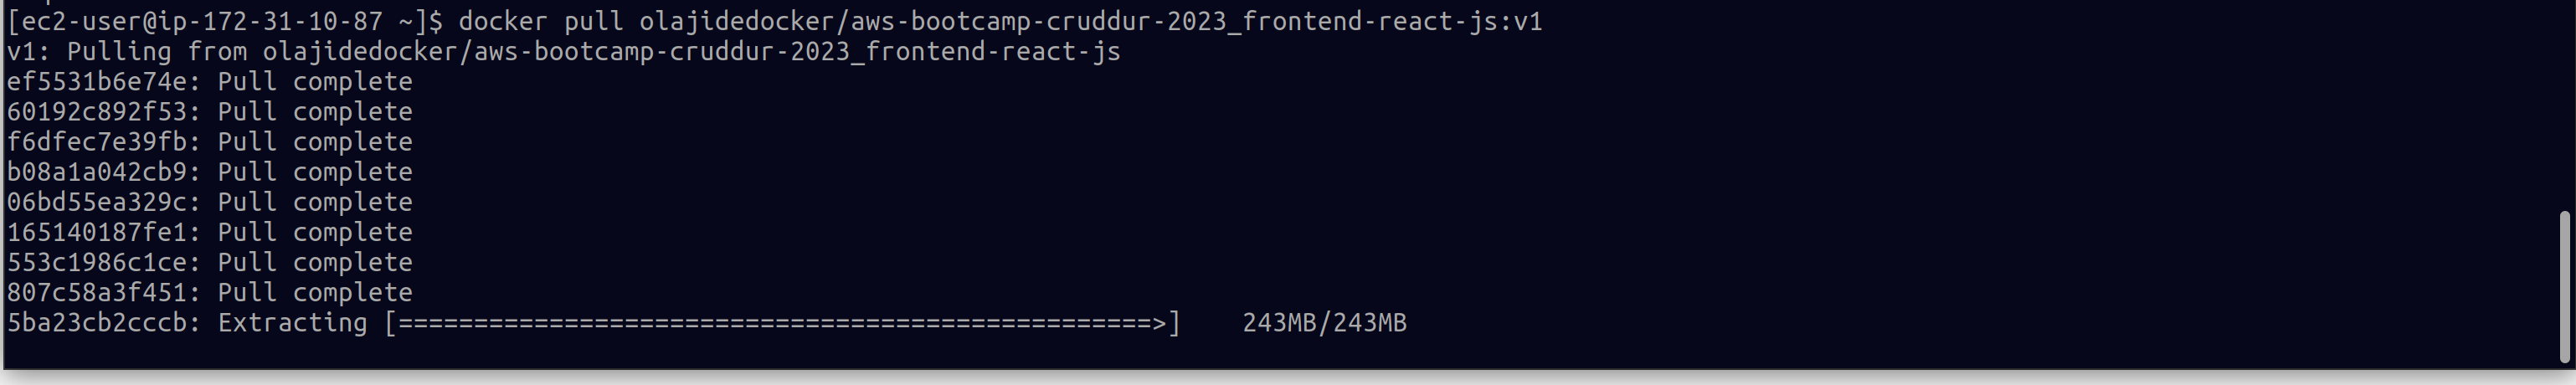 [ec2-user@ip-172-31-10-87 ~]$ docker pull olajidedocker/aws-bootcamp-cruddur-2023_frontend-react-js:v1
v1: Pulling from olajidedocker/aws-bootcamp-cruddur-2023_frontend-react-js
ef5531b6e74e: Pull complete
60192c892f53: Pull complete
f6dfec7e39fb: Pull complete
b08a1a042cb9: Pull complete
06bd55ea329c: Pull complete
165140187fe1: Pull complete
553c1986c1ce: Pull complete
807c58a3f451: Pull complete
5ba23cb2cccb: Extracting [==================================================>]    243MB/243MB